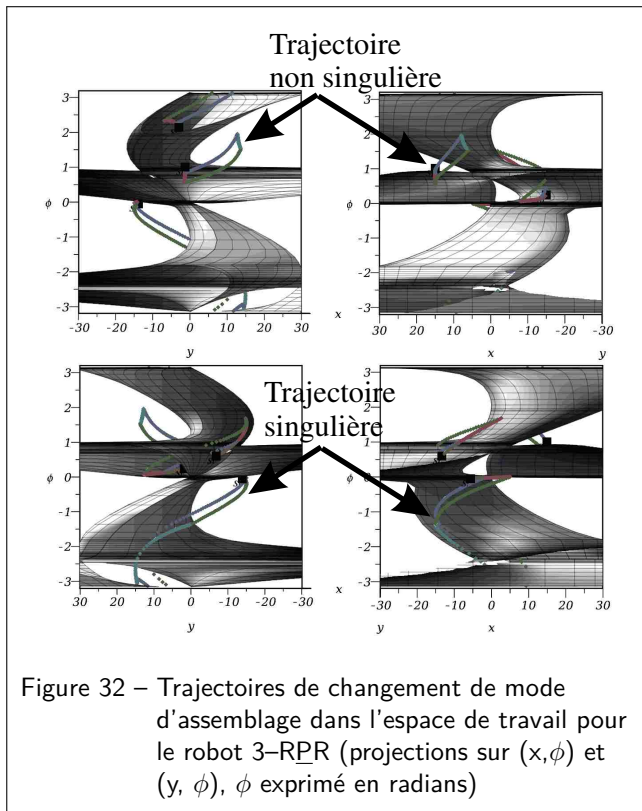 Trajectoire
non singulière
3
2
1
ϕ 0
-1
-2
-3
30 20 10 0 -10 -20 -30
y
x
3
2
1
ϕ 0
-1
-2
-3
30 20 10 0 -10 -20 -30
x y
Trajectoire
singulière
3
2
1
ϕ 0
-1
-2
-3
30 20 10 0 -10 -20 -30
y
x
3
2
1
ϕ 0
-1
-2
-3
-30 -20 -10 0 10 20 30
y x
Figure 32 – Trajectoires de changement de mode
d'assemblage dans l'espace de travail pour
le robot 3–RPR (projections sur (x,ϕ) et
(y, ϕ), ϕ exprimé en radians)